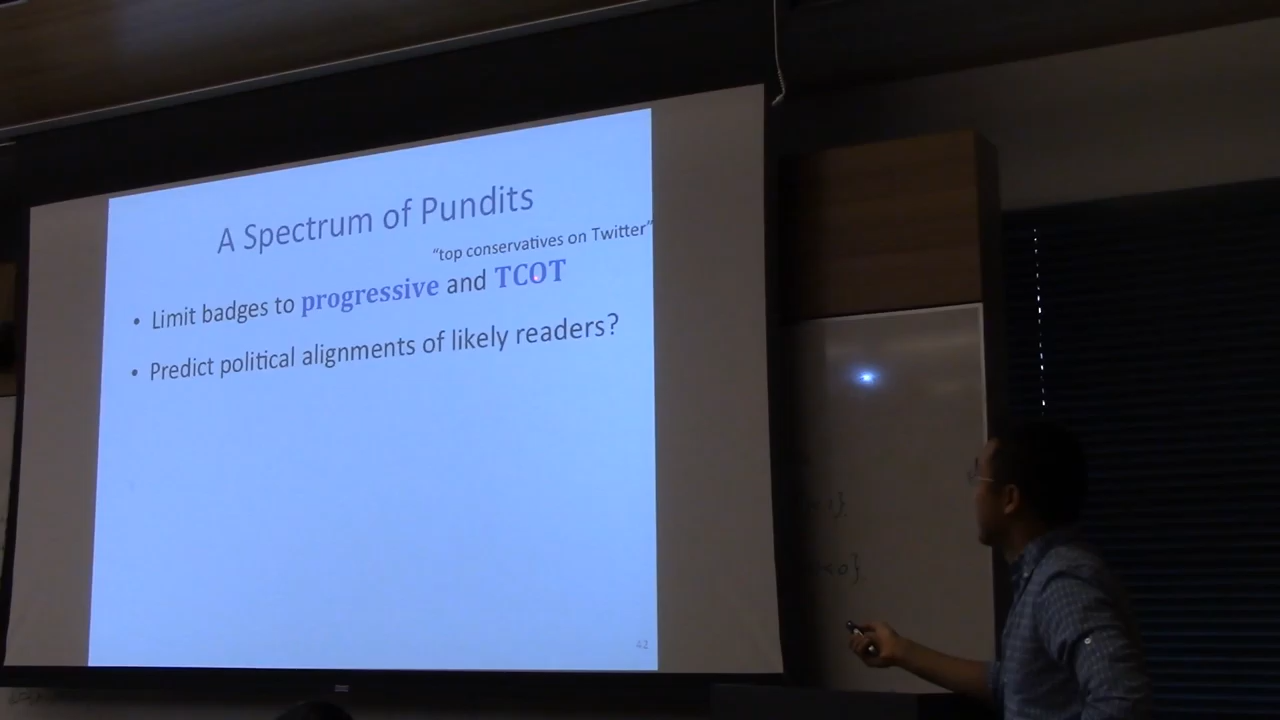 A Spectrum of Pundits
“top conservatives on Twitter”
• Limit badges to progressive and TCOT
• Predict political alignments of likely readers?
42